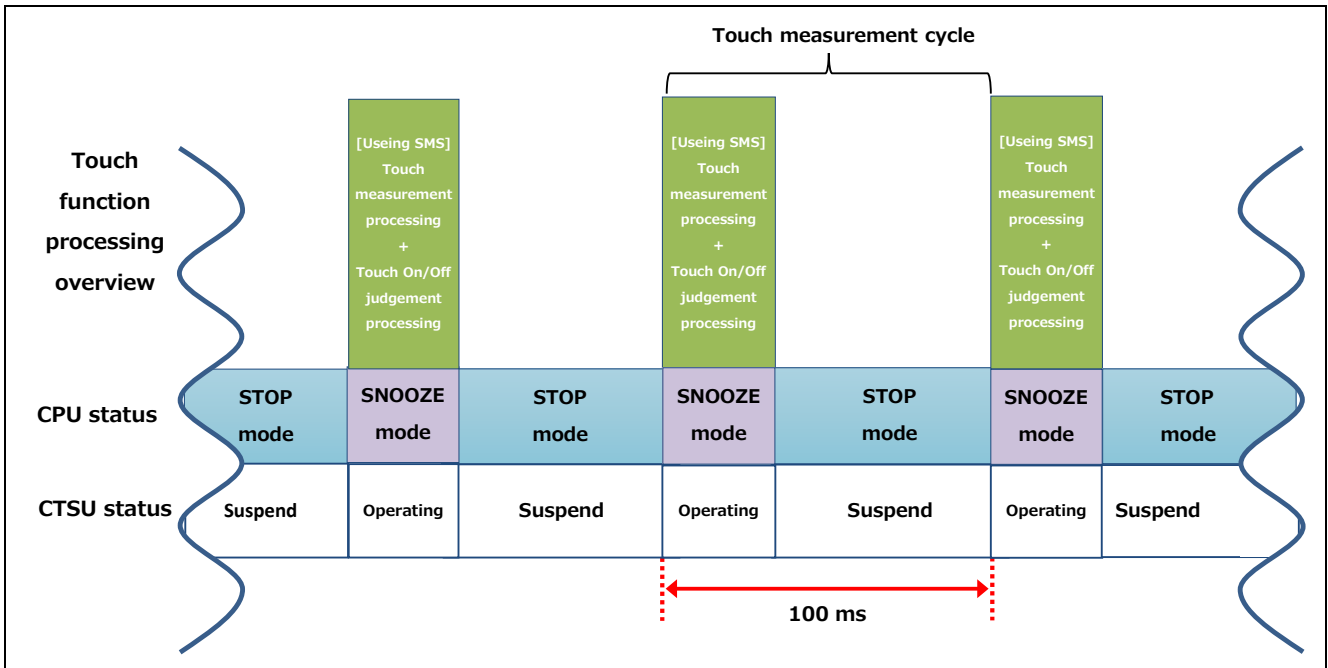 Touch measurement cycle
Touch
function
processing
overview
[Useing SMS]
Touch
measurement
processing
+
Touch On/Off
judgement
processing
[Useing SMS]
Touch
measurement
processing
+
Touch On/Off
judgement
processing
[Useing SMS]
Touch
measurement
processing
+
Touch On/Off
judgement
processing
CPU status
STOP
mode
SNOOZE
mode
STOP
mode
SNOOZE
mode
STOP
mode
SNOOZE
mode
STOP
mode
CTSU status
Suspend
Operating
Suspend
Operating
Suspend
Operating
Suspend
100 ms